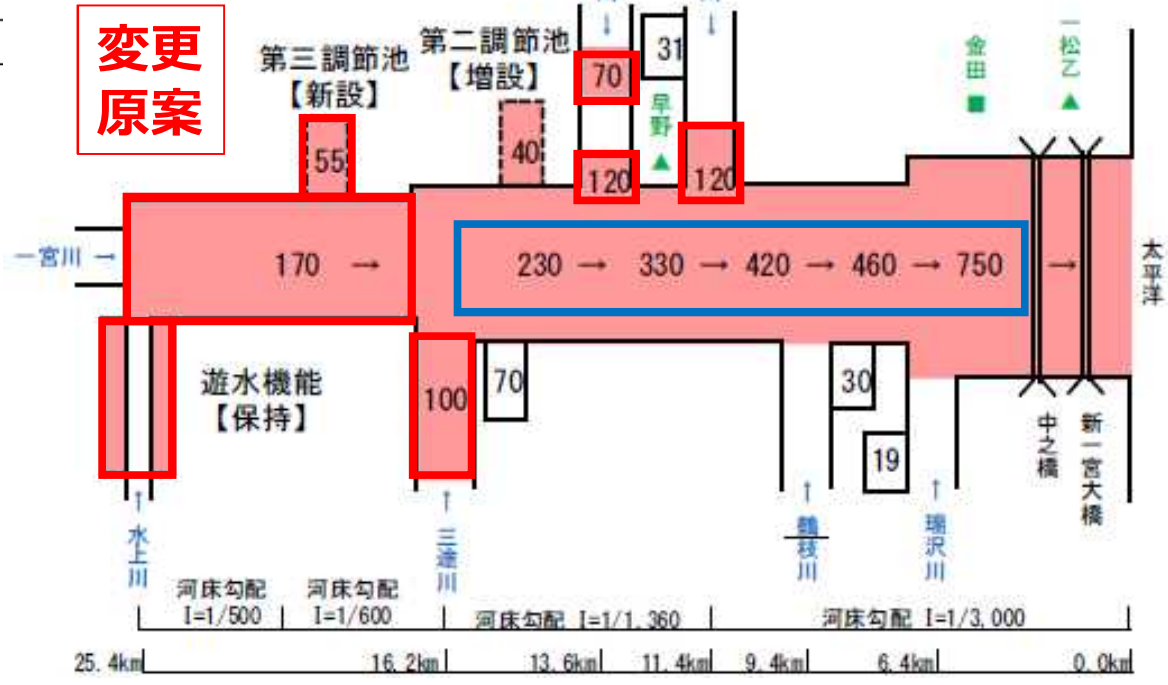 変更
原案
第三調節池
【新設】
第二調節池
【増設】
↓
↓
70
31
早野
▲
金田
■
一松乙
▲
55
40
120
120
一宮川 →
170 →
230 → 330 → 420 → 460 → 750
→
太平洋
遊水機能
【保持】
100
70
30
19
中之橋
新一宮大橋
↑
水上川
↑
三途川
↑
鶴枝川
↑
瑞沢川
河床勾配
I=1/500
河床勾配
I=1/600
河床勾配 I=1/1,360
河床勾配 I=1/3,000
25.4km
16.2km
13.6km
11.4km
9.4km
6.4km
0.0km